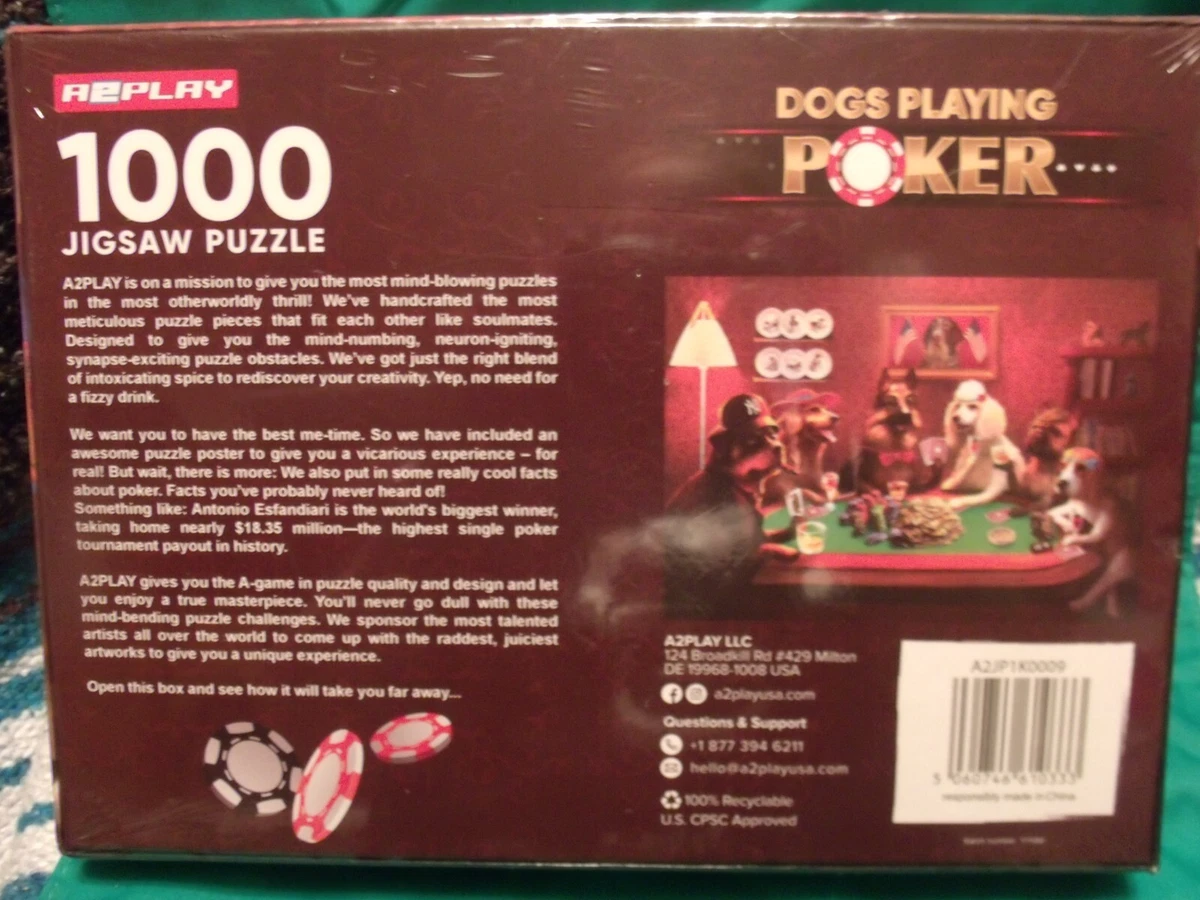 A2PLAY
1000
JIGSAW PUZZLE
A2PLAY is on a mission to give you the most mind-blowing puzzles
in the most otherworldly thrill! We've handcrafted the most
meticulous puzzle pieces that fit each other like soulmates.
Designed to give you the mind-numbing, neuron-igniting,
synapse-exciting puzzle obstacles. We've got just the right blend
of intoxicating spice to rediscover your creativity. Yep, no need for
a fizzy drink.
We want you to have the best me-time. So we have included an
awesome puzzle poster to give you a vicarious experience – for
real! But wait, there is more: We also put in some really cool facts
about poker. Facts you've probably never heard of!
Something like: Antonio Esfandiari is the world's biggest winner,
taking home nearly $18.35 million—the highest single poker
tournament payout in history.
A2PLAY gives you the A-game in puzzle quality and design and let
you enjoy a true masterpiece. You'll never go dull with these
mind-bending puzzle challenges. We sponsor the most talented
artists all over the world to come up with the raddest, juiciest
artworks to give you a unique experience.
Open this box and see how it will take you far away...
DOGS PLAYING
POKER
A2PLAY LLC
124 Broadkill Rd #429 Milton
DE 19968-1008 USA
a2playusa.com
Questions & Support
+1 877 394 6211
hello@a2playusa.com
100% Recyclable
U.S. CPSC Approved
A2JP1K0009
5 060746 610333
responsibly made in China